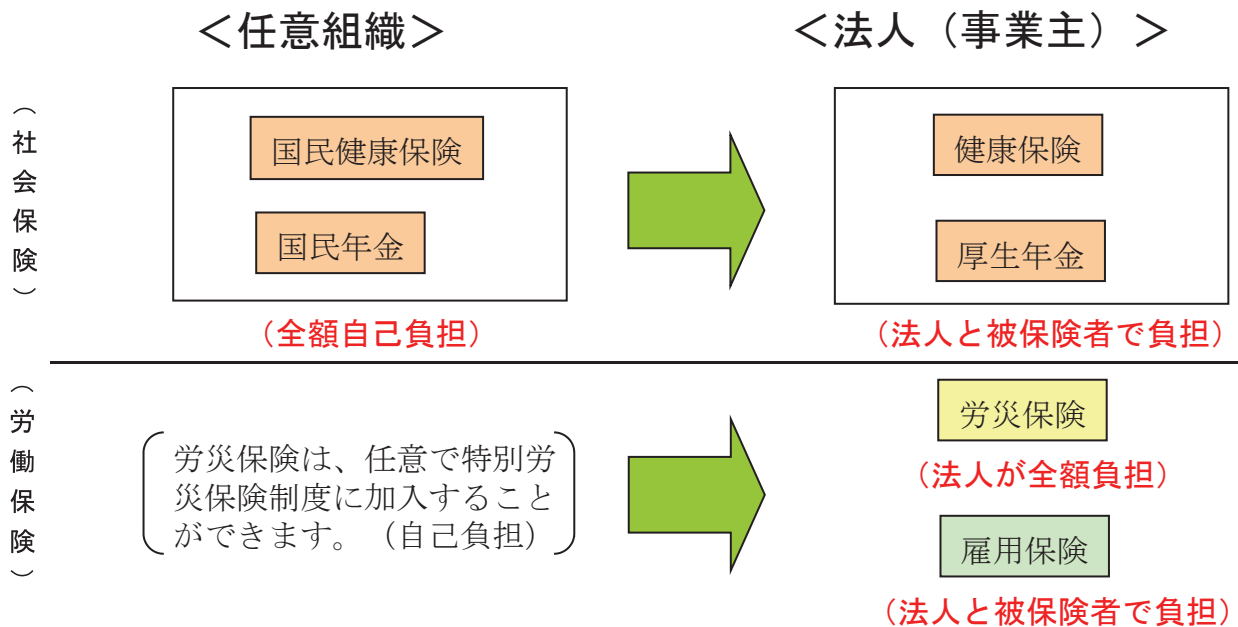 ＜任意組織＞
＜法人（事業主）＞
（社会保険）
国民健康保険
国民年金
（全額自己負担）
健康保険
厚生年金
（法人と被保険者で負担）
（労働保険）
労災保険は、任意で特別労
災保険制度に加入すること
ができます。（自己負担）
労災保険
（法人が全額負担）
雇用保険
（法人と被保険者で負担）